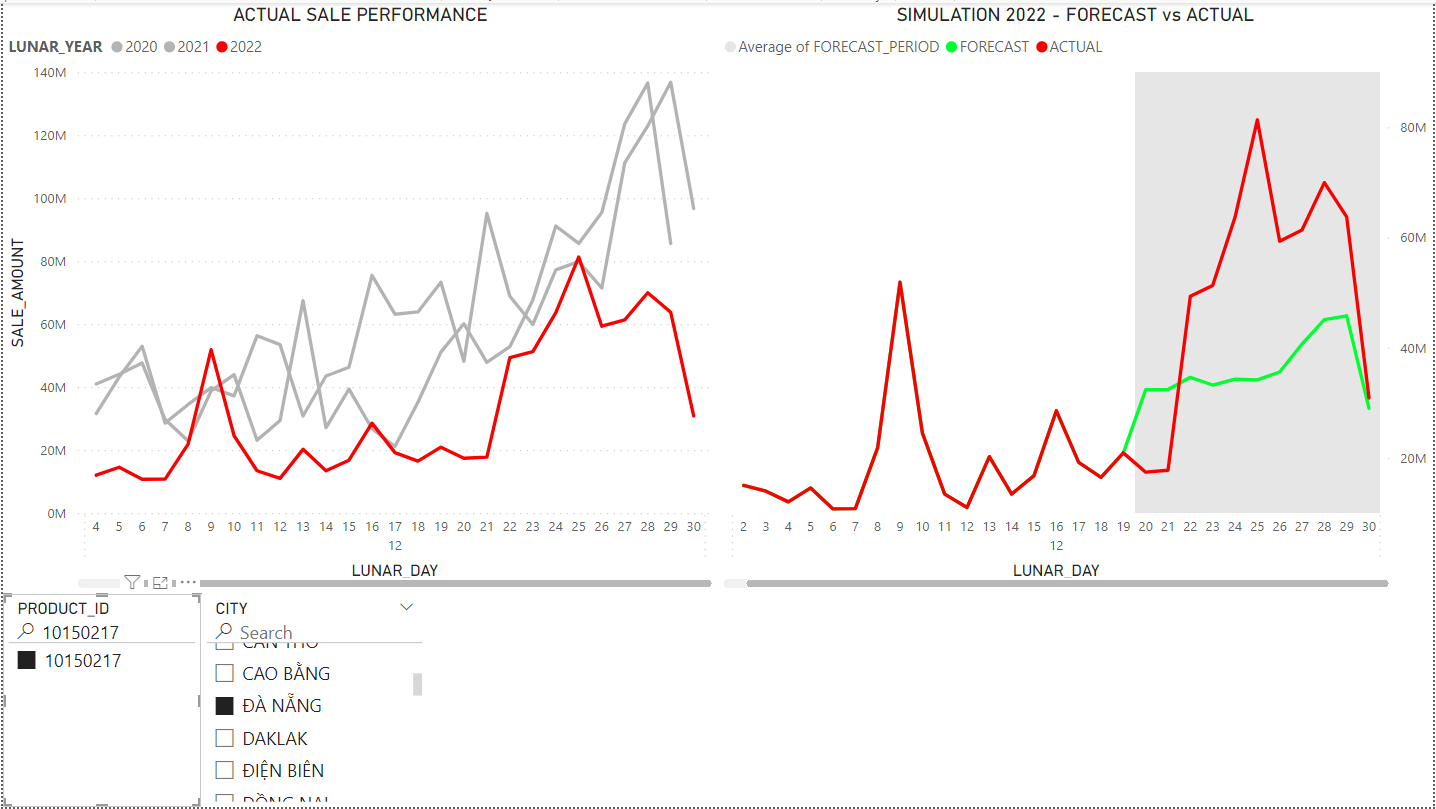 ACTUAL SALE PERFORMANCE
LUNAR_YEAR 2020 2021 2022
140M
120M
100M
80M
60M
40M
20M
0M
SALE_AMOUNT
4 5 6 7 8 9 10 11 12 13 14 15 16 17 18 19 20 21 22 23 24 25 26 27 28 29 30
12
LUNAR_DAY
SIMULATION 2022 - FORECAST vs ACTUAL
Average of FORECAST_PERIOD FORECAST ACTUAL
80M
60M
40M
20M
2 3 4 5 6 7 8 9 10 11 12 13 14 15 16 17 18 19 20 21 22 23 24 25 26 27 28 29 30
12
LUNAR_DAY
PRODUCT_ID
10150217
10150217
CITY
Search
CẦN THƠ
CAO BẰNG
ĐÀ NẴNG
DAKLAK
ĐIỆN BIÊN
ĐỒNG NAI